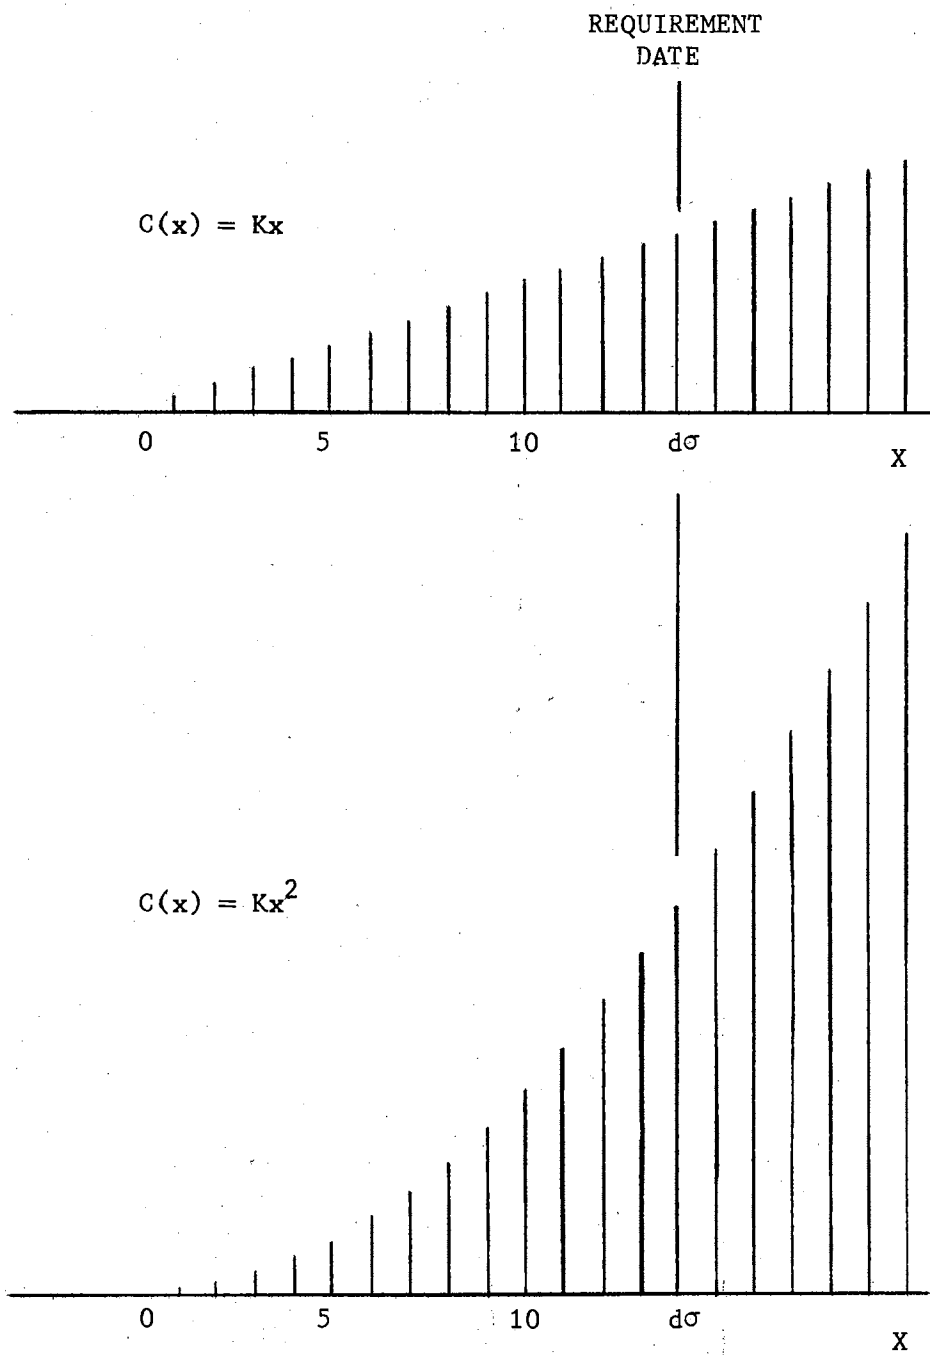 REQUIREMENT
DATE
C(x) = Kx
0 5 10 dσ
X
C(x) = Kx²
0 5 10 dσ
X